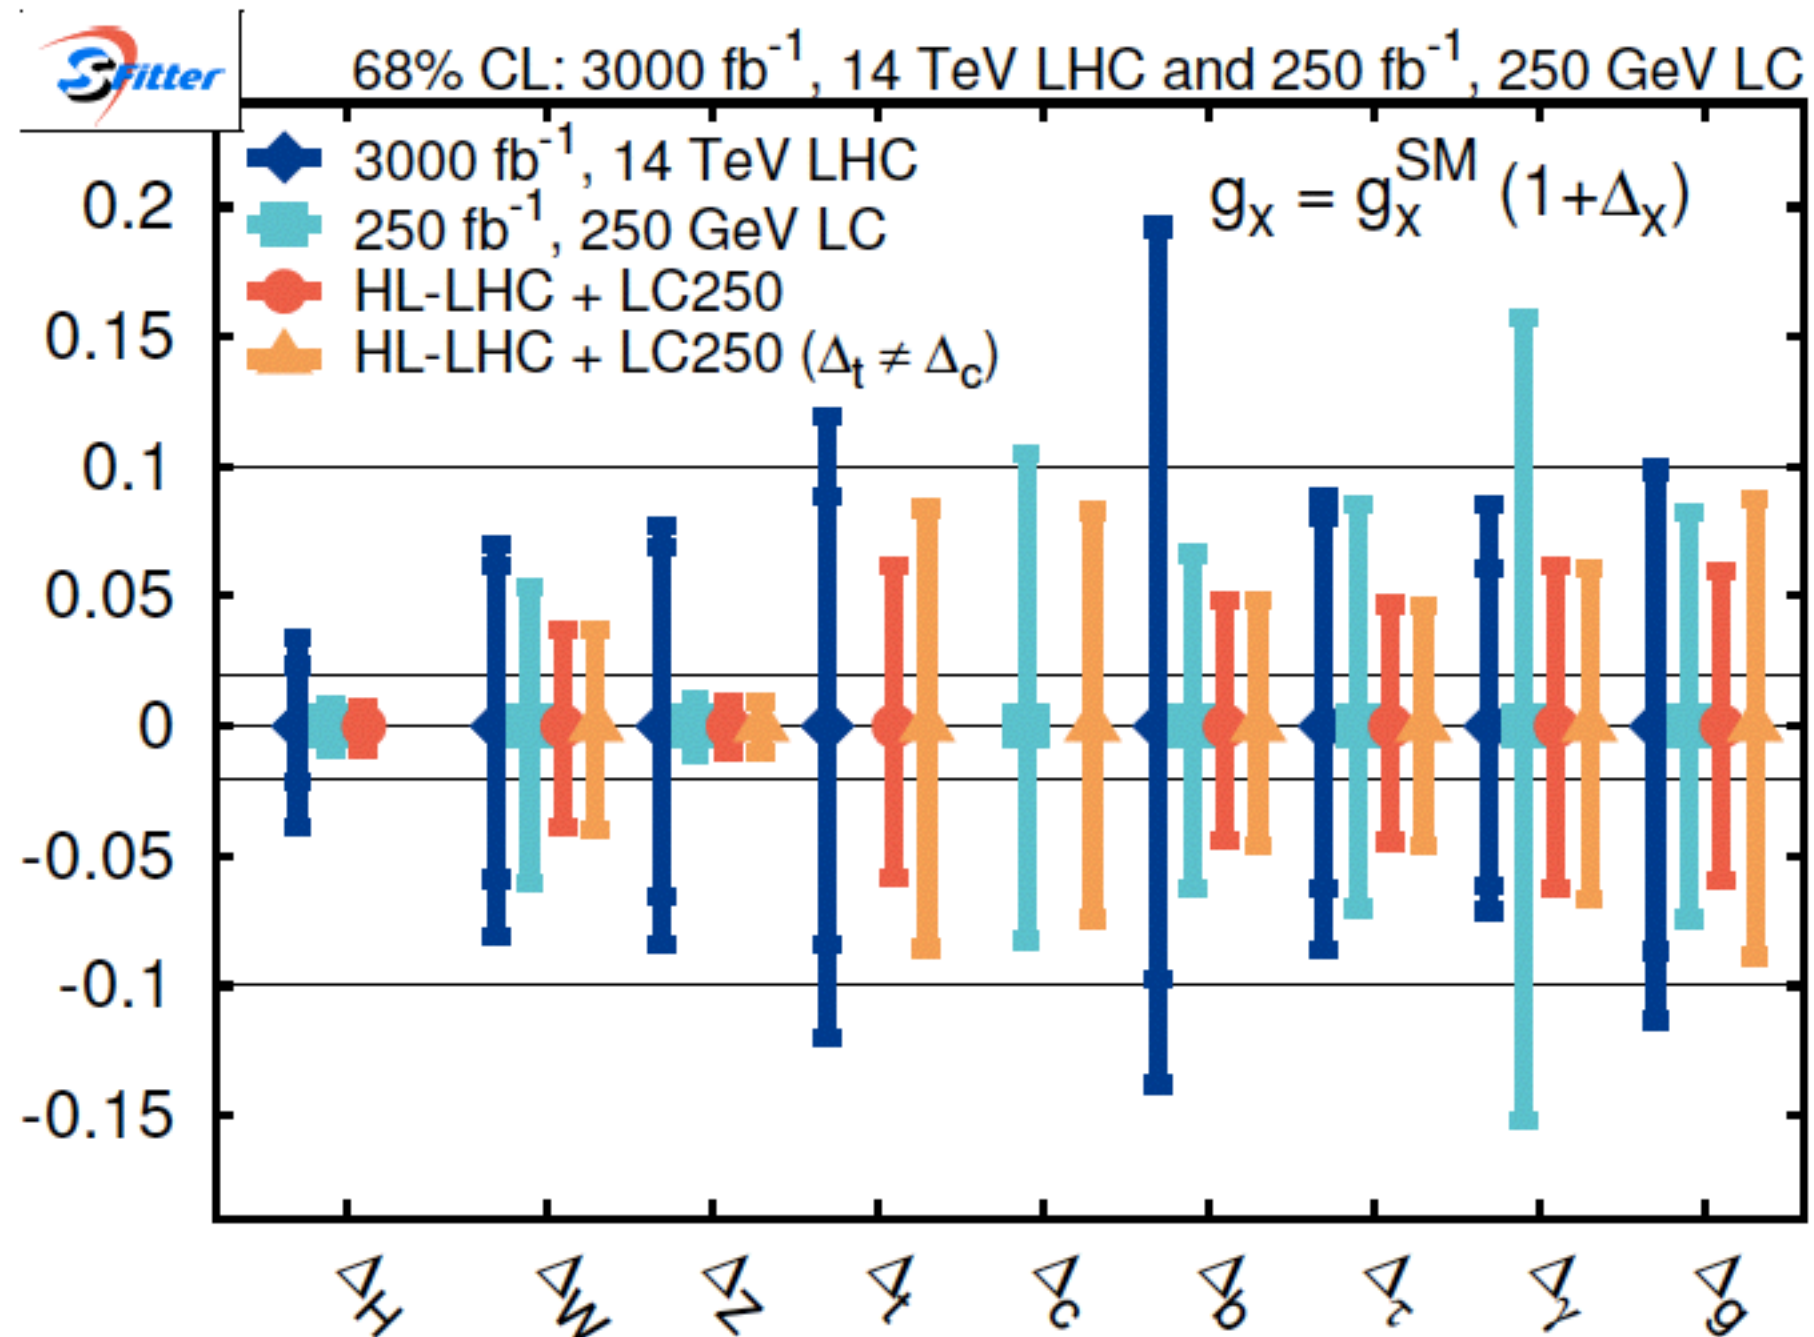 SFitter
68% CL: 3000 fb⁻¹, 14 TeV LHC and 250 fb⁻¹, 250 GeV LC
3000 fb⁻¹, 14 TeV LHC
250 fb⁻¹, 250 GeV LC
HL-LHC + LC250
HL-LHC + LC250 (Δt ≠ Δc)
gx = gxSM (1+Δx)
0.2
0.15
0.1
0.05
0
-0.05
-0.1
-0.15
ΔH ΔW ΔZ Δt Δc Δb Δτ Δγ Δg